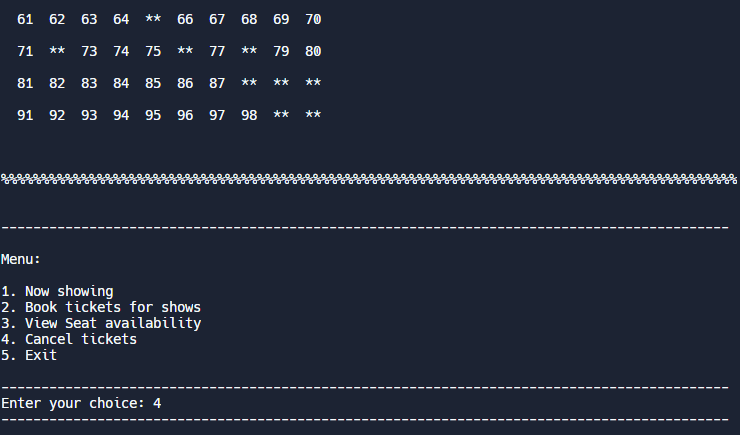 61 62 63 64 ** 66 67 68 69 70
71 ** 73 74 75 ** 77 ** 79 80
81 82 83 84 85 86 87 ** ** **
91 92 93 94 95 96 97 98 ** **
%%%%%%%%%%%%%%%%%%%%%%%%%%%%%%%%%%%%%%%%%%%%%%%%%%%%%%%%%%%%%%%%%%%%%%%%%%%%%%%%%%%%%%%%%%%%%%
-------------------------------------------------------------------------------------------
Menu:
1. Now showing
2. Book tickets for shows
3. View Seat availability
4. Cancel tickets
5. Exit
-------------------------------------------------------------------------------------------
Enter your choice: 4
-------------------------------------------------------------------------------------------